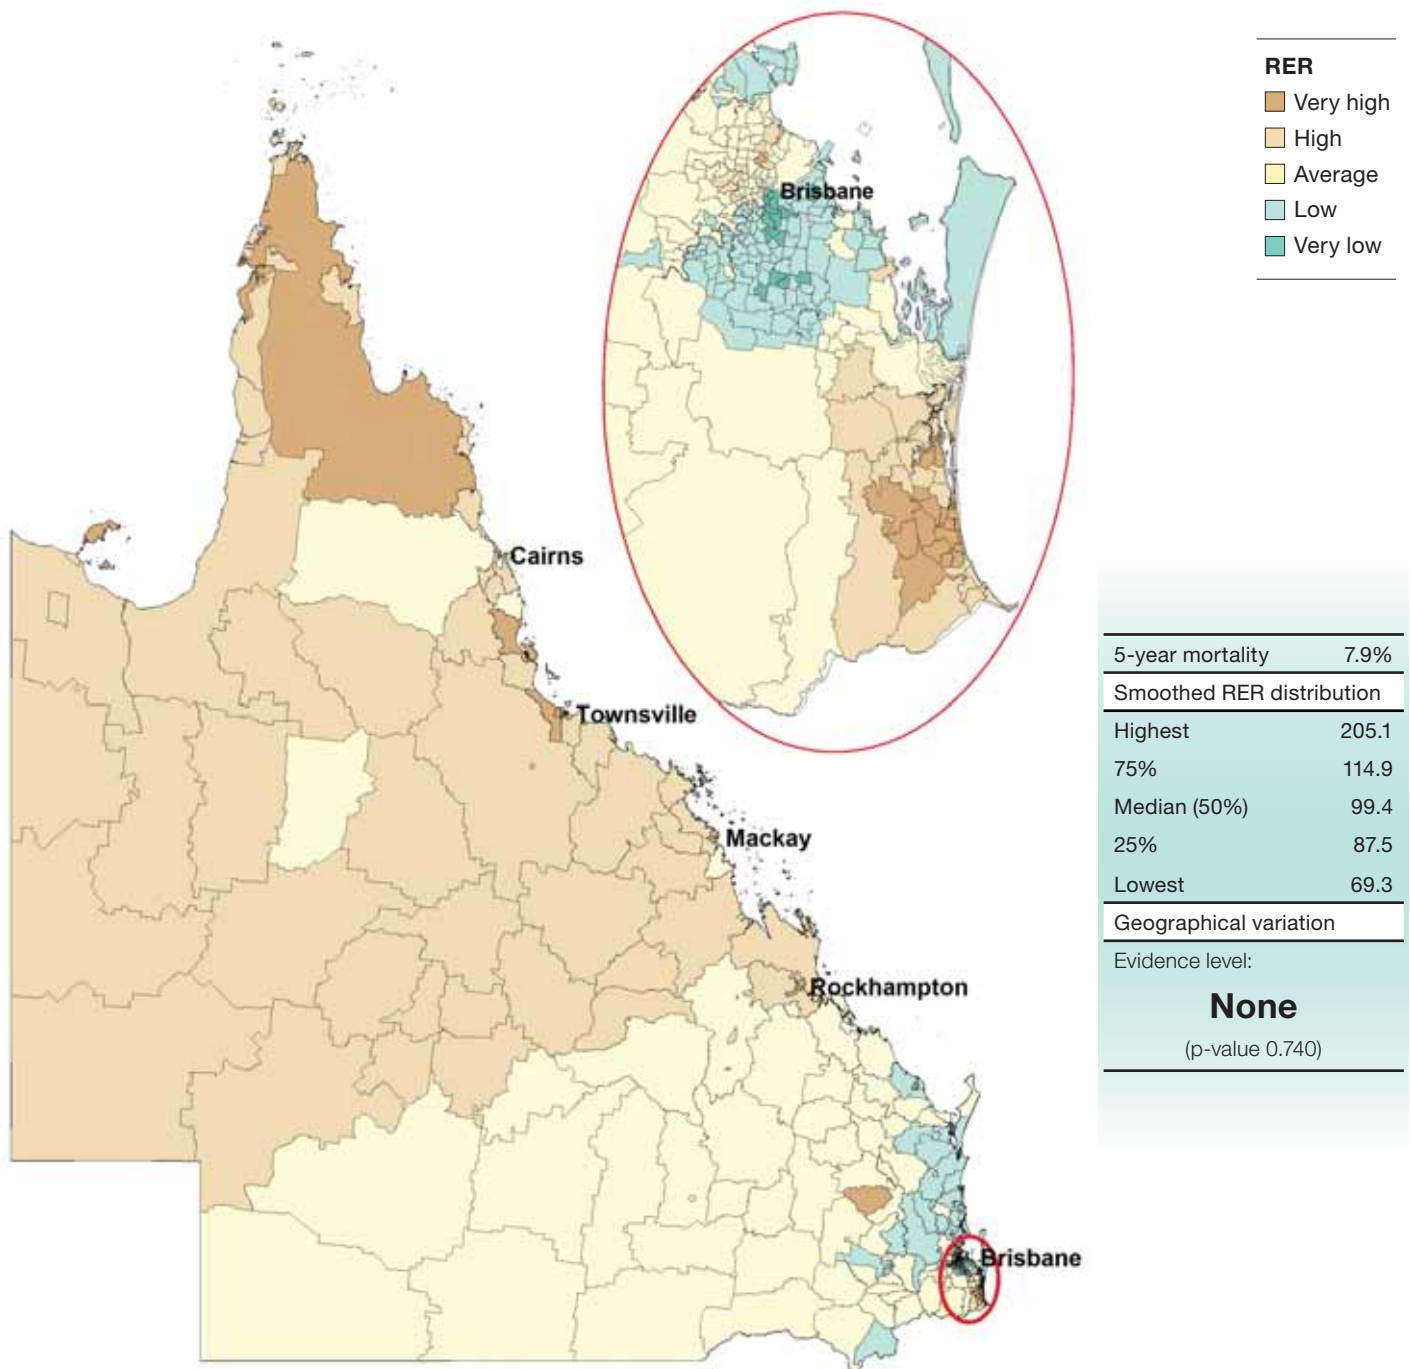 RER
Very high
High
Average
Low
Very low
Brisbane
Cairns
Townsville
Mackay
Rockhampton
Brisbane
5-year mortality 7.9%
Smoothed RER distribution
Highest 205.1
75% 114.9
Median (50%) 99.4
25% 87.5
Lowest 69.3
Geographical variation
Evidence level:
None
(p-value 0.740)